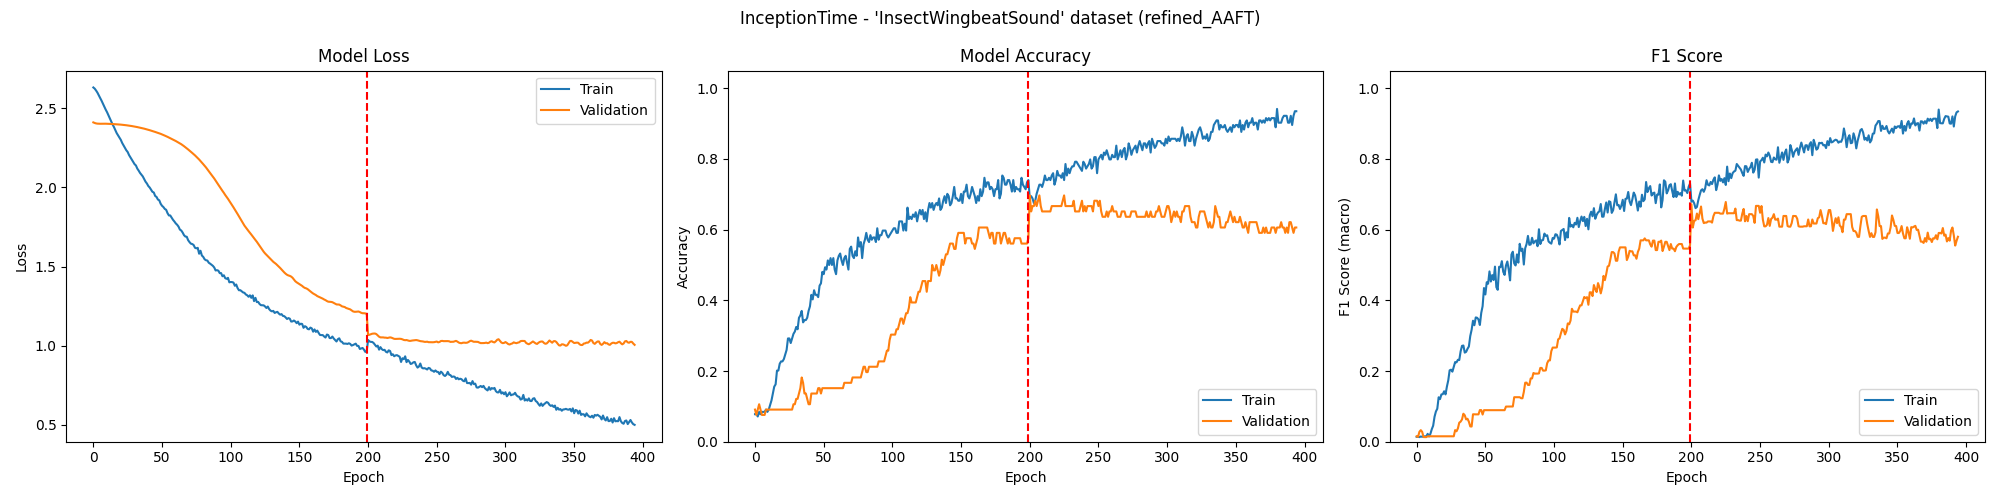 InceptionTime - 'InsectWingbeatSound' dataset (refined_AAFT)
Model Loss
Train
Validation
2.5
2.0
1.5
1.0
0.5
Loss
0 50 100 150 200 250 300 350 400
Epoch
Model Accuracy
1.0
0.8
0.6
0.4
0.2
0.0
Accuracy
Train
Validation
0 50 100 150 200 250 300 350 400
Epoch
F1 Score
1.0
0.8
0.6
0.4
0.2
0.0
F1 Score (macro)
Train
Validation
0 50 100 150 200 250 300 350 400
Epoch